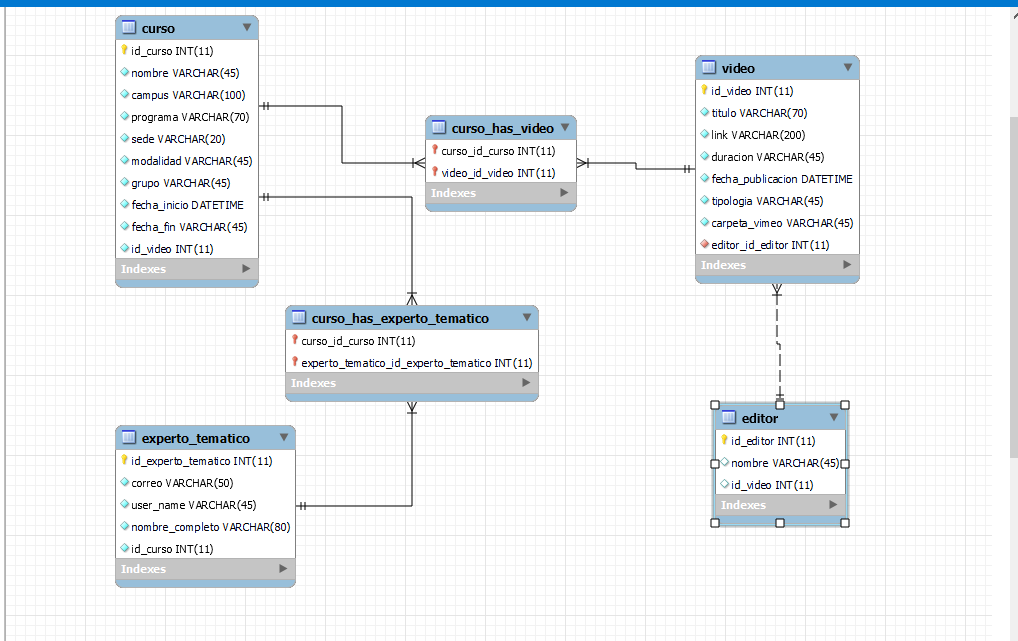 curso
id_curso INT(11)
nombre VARCHAR(45)
campus VARCHAR(100)
programa VARCHAR(70)
sede VARCHAR(20)
modalidad VARCHAR(45)
grupo VARCHAR(45)
fecha_inicio DATETIME
fecha_fin VARCHAR(45)
id_video INT(11)
Indexes
curso_has_video
curso_id_curso INT(11)
video_id_video INT(11)
Indexes
video
id_video INT(11)
titulo VARCHAR(70)
link VARCHAR(200)
duracion VARCHAR(45)
fecha_publicacion DATETIME
tipologia VARCHAR(45)
carpeta_vimeo VARCHAR(45)
editor_id_editor INT(11)
Indexes
curso_has_experto_tematico
curso_id_curso INT(11)
experto_tematico_id_experto_tematico INT(11)
Indexes
experto_tematico
id_experto_tematico INT(11)
correo VARCHAR(50)
user_name VARCHAR(45)
nombre_completo VARCHAR(80)
id_curso INT(11)
Indexes
editor
id_editor INT(11)
nombre VARCHAR(45)
id_video INT(11)
Indexes